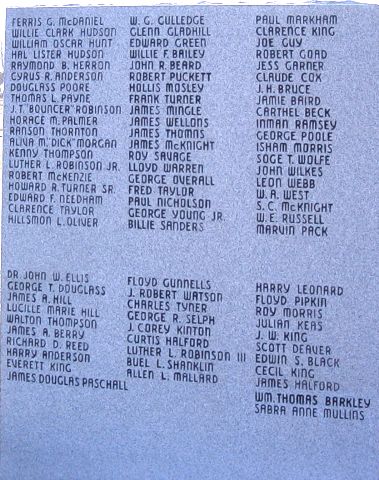 FERRIS G. McDANIEL
WILLIE CLARK HUDSON
WILLIAM OSCAR HUNT
HAL LISTER HUDSON
RAYMOND B. HERRON
CYRUS R. ANDERSON
DOUGLAS POORE
THOMAS L. PAYNE
J.T. "BOUNCER" ROBINSON
HORACE M. PALMER
RANSON THORNTON
ALIVA M. "DICK" MORGAN
KENNY THOMPSON
LUTHER L. ROBINSON JR.
ROBERT McKENZIE
HOWARD R. TURNER SR.
EDWARD F. NEEDHAM
CLARENCE TAYLOR
HILLSMON L. OLIVER
W. G. GULLEDGE
GLENN GLADHILL
EDWARD GREEN
WILLIE F. BAILEY
JOHN R. BEARD
ROBERT PUCKETT
HOLLIS MOSLEY
FRANK TURNER
JAMES MINGLE
JAMES WELLONS
JAMES THOMAS
JAMES McKNIGHT
ROY SAVAGE
LLOYD WARREN
GEORGE OVERALL
FRED TAYLOR
PAUL NICHOLSON
GEORGE YOUNG JR.
BILLIE SANDERS
PAUL MARKHAM
CLARENCE KING
JOE GUY
ROBERT GOAD
JESS GARNER
CLAUDE COX
J. H. BRUCE
JAMIE BAIRD
CARTHEL BECK
INMAN RAMSEY
GEORGE POOLE
ISHAM MORRIS
SOGE T. WOLFE
JOHN WILKES
LEON WEBB
W. A. WEST
S. C. McKNIGHT
W. E. RUSSELL
MARVIN PACK
DR. JOHN W. ELLIS
GEORGE T. DOUGLASS
JAMES A. HILL
LUCILLE MARIE HILL
WALTON THOMPSON
JAMES A. BERRY
RICHARD D. REED
HARRY ANDERSON
EVERETT KING
JAMES DOUGLAS PASCHALL
FLOYD GUNNELLS
J. ROBERT WATSON
CHARLES TYNER
GEORGE R. SELPH
J. COREY KINTON
CURTIS HALFORD
LUTHER L. ROBINSON III
BUEL L. SHANKLIN
ALLEN L. MALLARD
HARRY LEONARD
FLOYD PIPKIN
ROY MORRIS
JULIAN KEAS
J. W. KING
SCOTT DEAVER
EDWIN S. BLACK
CECIL KING
JAMES HALFORD
WM. THOMAS BARKLEY
SABRA ANNE MULLINS